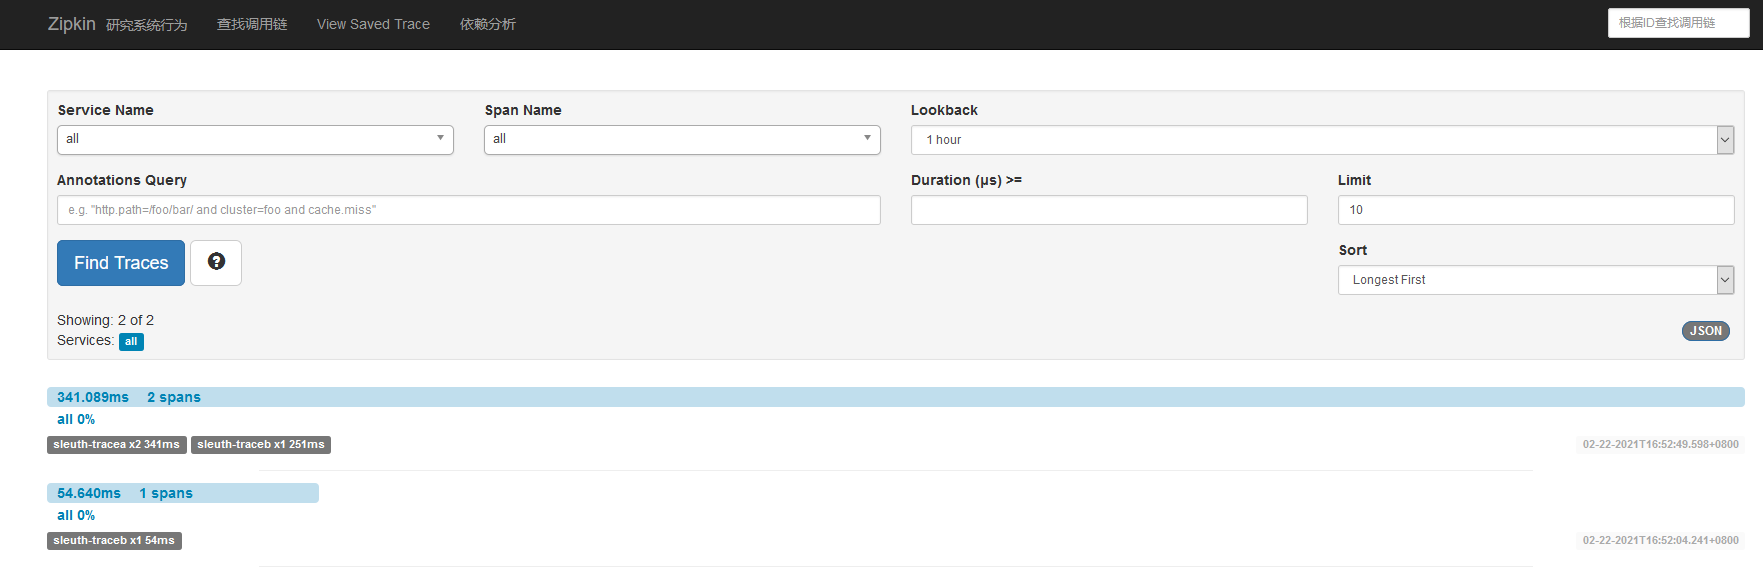 Zipkin 研究系统行为 查找调用链 View Saved Trace 依赖分析 根据ID查找调用链
Service Name Span Name Lookback
all all 1 hour
Annotations Query Duration (μs) >= Limit
e.g. "http.path=/foo/bar/ and cluster=foo and cache.miss" 10
Find Traces ? Sort
Longest First
Showing: 2 of 2
Services: all JSON
341.089ms 2 spans
all 0%
sleuth-tracea x2 341ms sleuth-traceb x1 251ms 02-22-2021T16:52:49.598+0800
54.640ms 1 spans
all 0%
sleuth-traceb x1 54ms 02-22-2021T16:52:04.241+0800